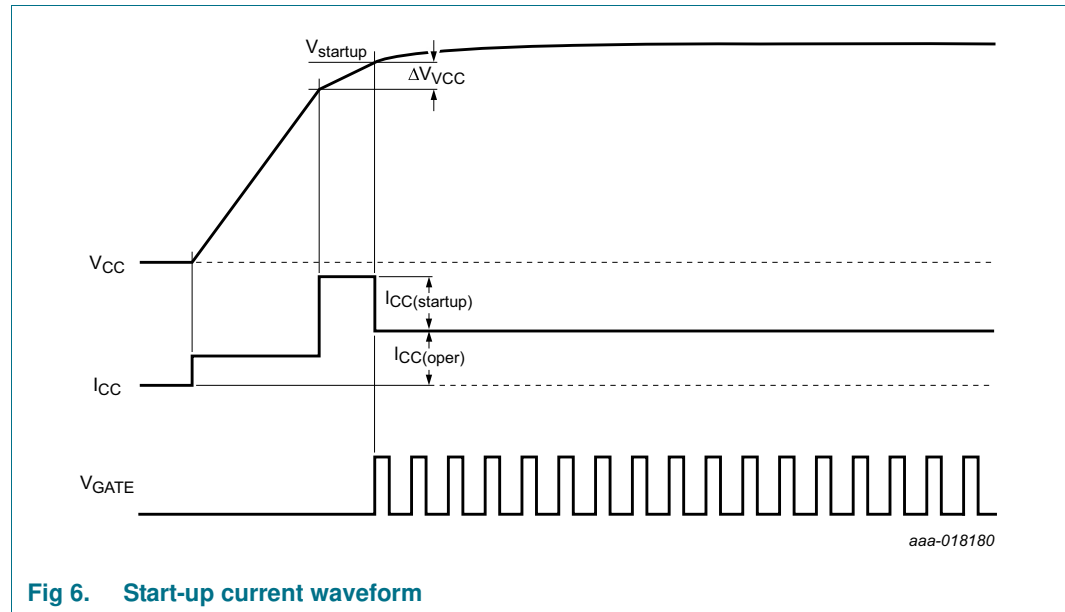 Vstartup
ΔVVCC
VCC
ICC(startup)
ICC(oper)
ICC
VGATE
aaa-018180
Fig 6. Start-up current waveform